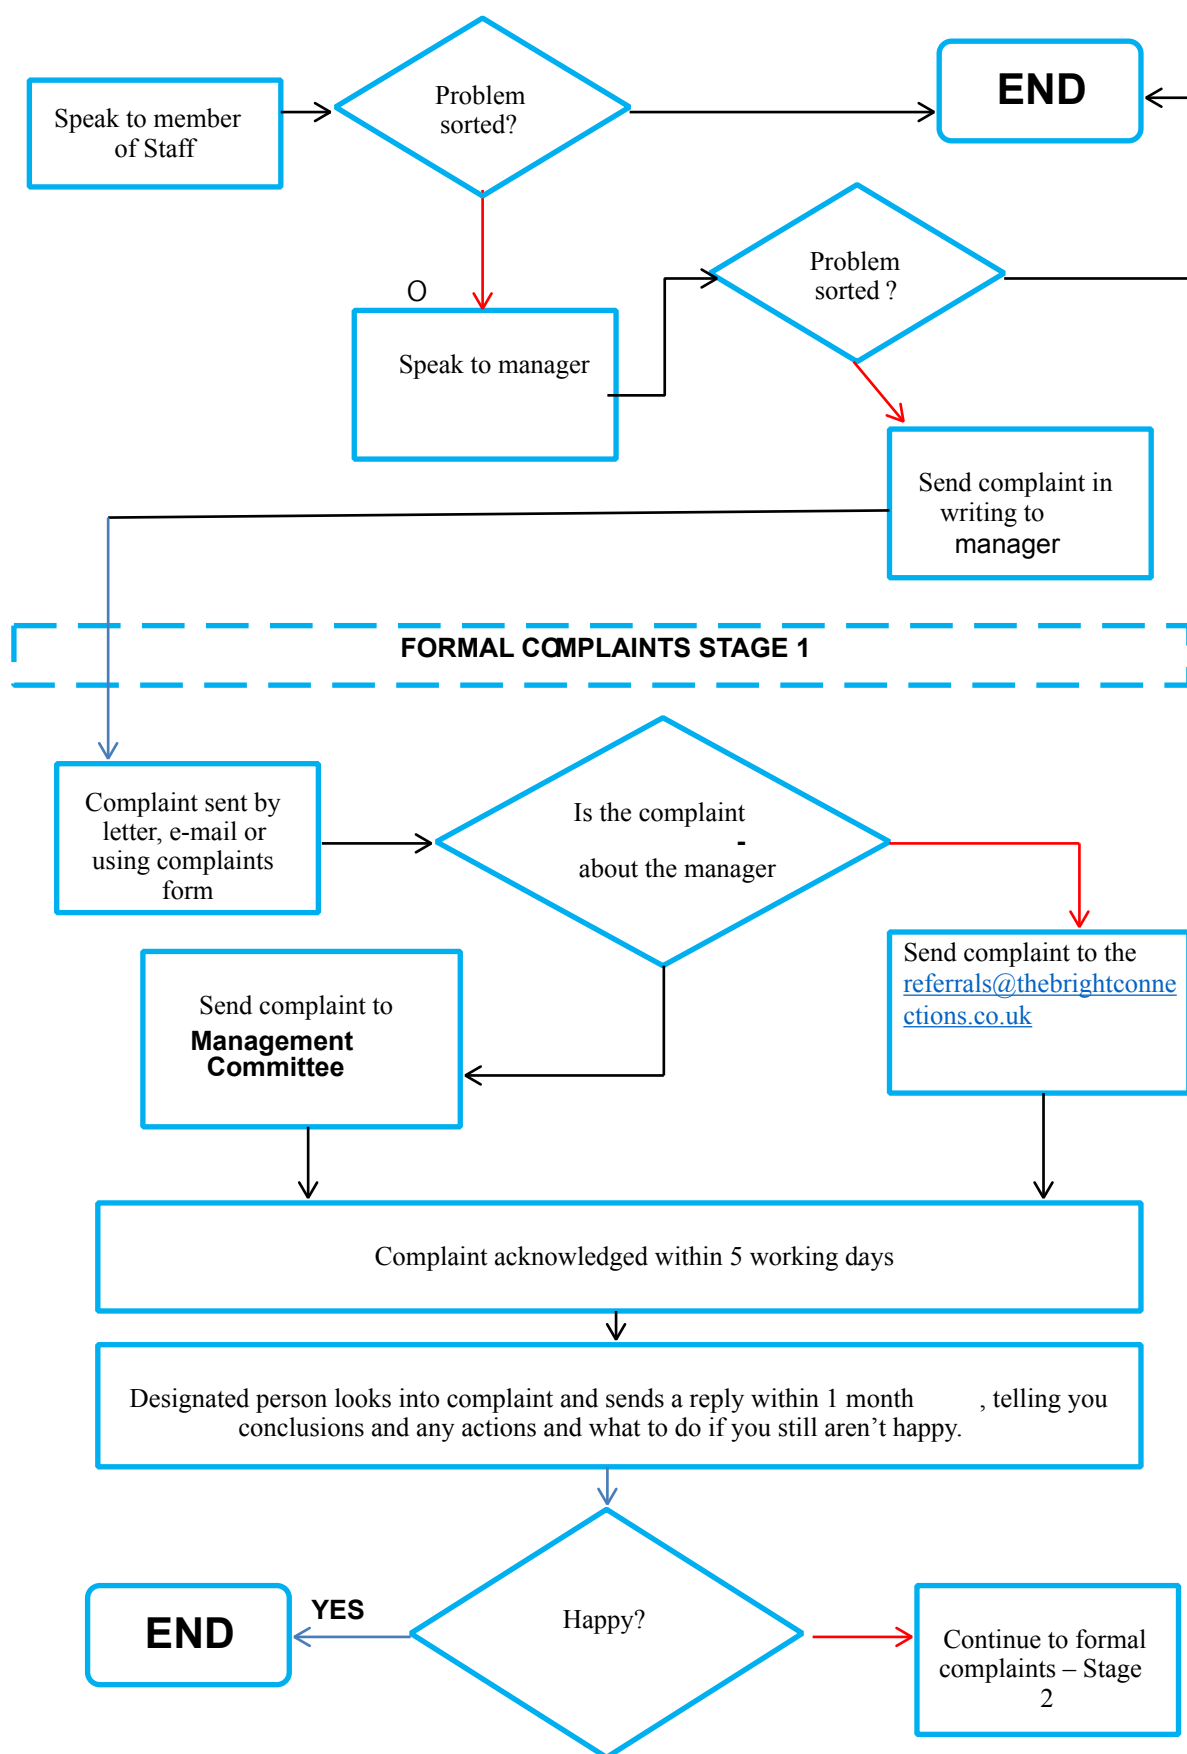 Speak to member
of Staff
Problem
sorted?
END
O
Speak to manager
Problem
sorted ?
Send complaint in
writing to
manager
FORMAL COMPLAINTS STAGE 1
Complaint sent by
letter, e-mail or
using complaints
form
Is the complaint
-
about the manager
Send complaint to
Management
Committee
Send complaint to the
referrals@thebrightconne
ctions.co.uk
Complaint acknowledged within 5 working days
Designated person looks into complaint and sends a reply within 1 month , telling you
conclusions and any actions and what to do if you still aren’t happy.
END
YES
Happy?
Continue to formal
complaints – Stage
2